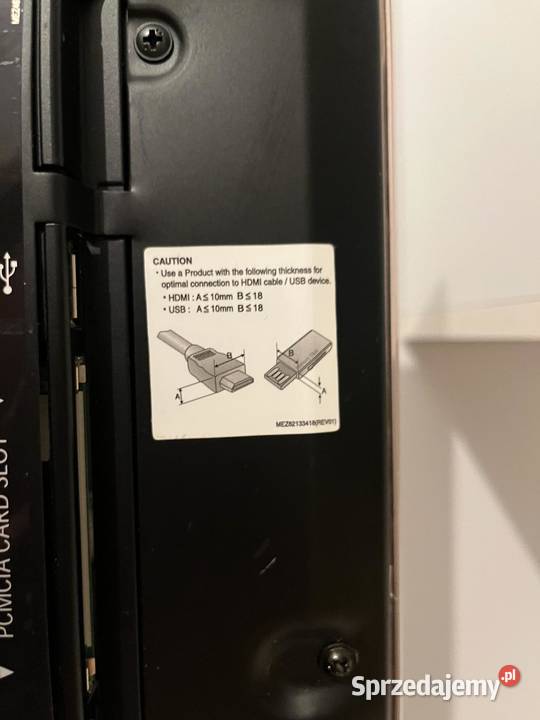 CAUTION
• Use a Product with the following thickness for
optimal connection to HDMI cable / USB device.
• HDMI : A ≤ 10mm B ≤ 18
• USB : A ≤ 10mm B ≤ 18
B
A
B
A
MEZ62133418(REV01)
PCMCIA CARD SLOT
Sprzedajemy.pl